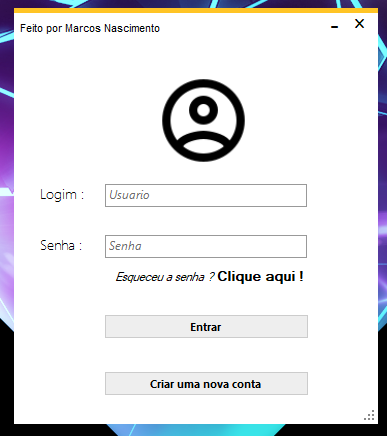 Feito por Marcos Nascimento
Logim : Usuario
Senha : Senha
Esqueceu a senha ? Clique aqui !
Entrar
Criar uma nova conta